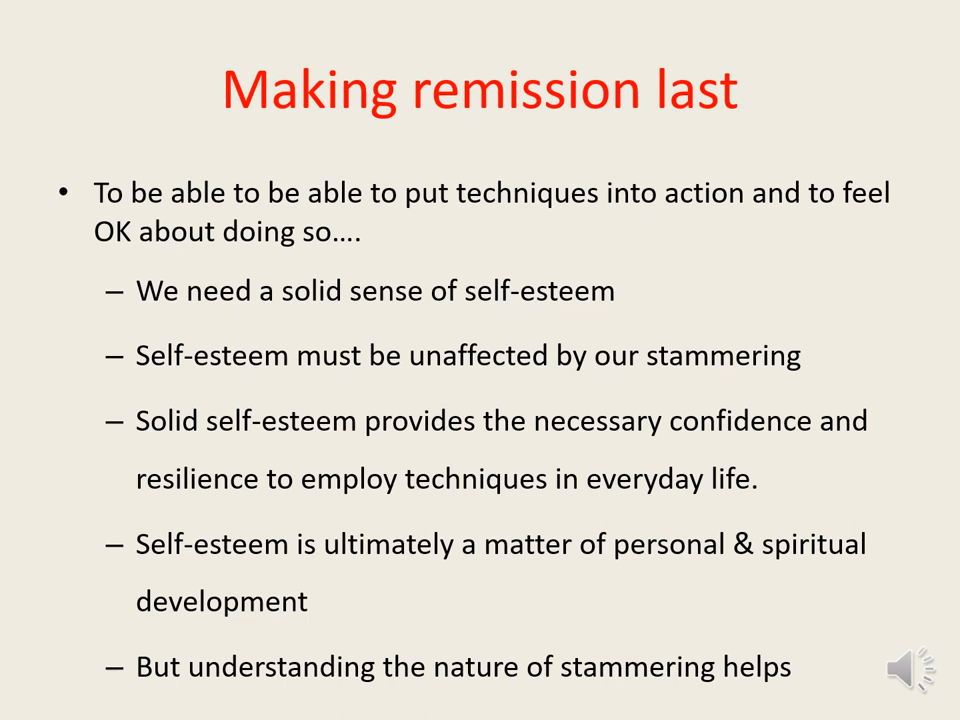 Making remission last
• To be able to be able to put techniques into action and to feel
OK about doing so….
– We need a solid sense of self-esteem
– Self-esteem must be unaffected by our stammering
– Solid self-esteem provides the necessary confidence and
resilience to employ techniques in everyday life.
– Self-esteem is ultimately a matter of personal & spiritual
development
– But understanding the nature of stammering helps